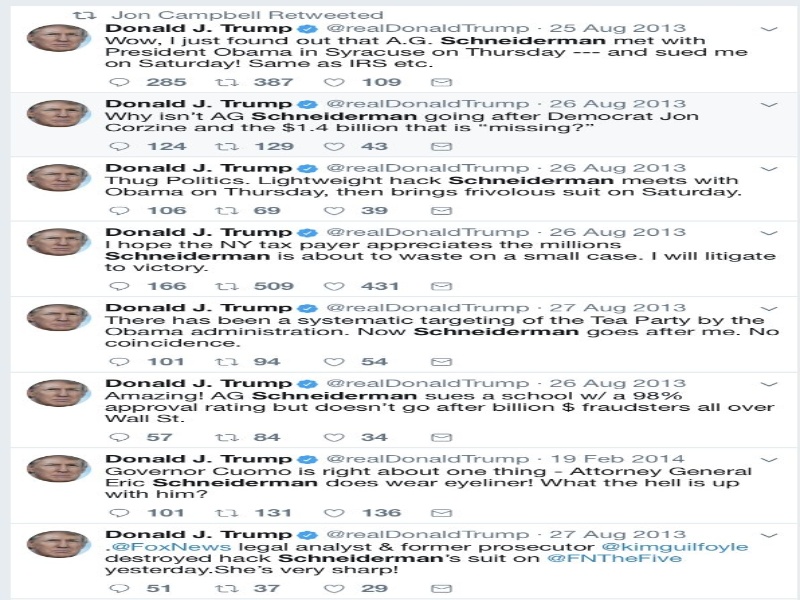 Jon Campbell Retweeted
Donald J. Trump @realDonaldTrump · 25 Aug 2013
Wow, I just found out that A.G. Schneiderman met with
President Obama in Syracuse on Thursday --- and sued me
on Saturday! Same as IRS etc.
285 387 109
Donald J. Trump @realDonaldTrump · 26 Aug 2013
Why isn't AG Schneiderman going after Democrat Jon
Corzine and the $1.4 billion that is "missing?"
124 129 43
Donald J. Trump @realDonaldTrump · 26 Aug 2013
Thug Politics. Lightweight hack Schneiderman meets with
Obama on Thursday, then brings frivolous suit on Saturday.
106 69 39
Donald J. Trump @realDonaldTrump · 26 Aug 2013
I hope the NY tax payer appreciates the millions
Schneiderman is about to waste on a small case. I will litigate
to victory.
166 509 431
Donald J. Trump @realDonaldTrump · 27 Aug 2013
There has been a systematic targeting of the Tea Party by the
Obama administration. Now Schneiderman goes after me. No
coincidence.
101 94 54
Donald J. Trump @realDonaldTrump · 26 Aug 2013
Amazing! AG Schneiderman sues a school w/ a 98%
approval rating but doesn't go after billion $ fraudsters all over
Wall St.
57 84 34
Donald J. Trump @realDonaldTrump · 19 Feb 2014
Governor Cuomo is right about one thing - Attorney General
Eric Schneiderman does wear eyeliner! What the hell is up
with him?
101 131 136
Donald J. Trump @realDonaldTrump · 27 Aug 2013
.@FoxNews legal analyst & former prosecutor @kimguilfoyle
destroyed hack Schneiderman's suit on @FNTheFive
yesterday.She's very sharp!
51 37 29